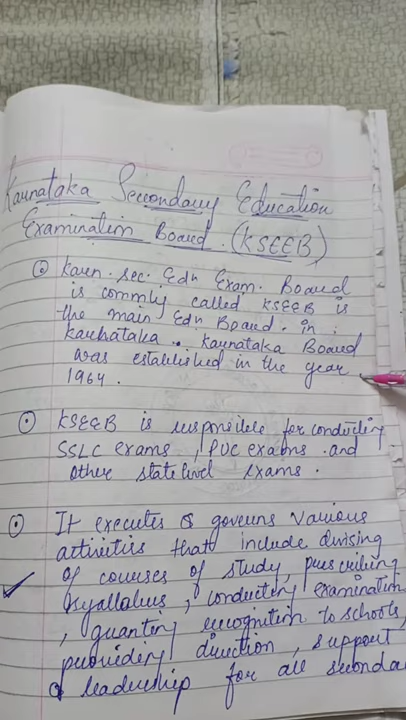 Karnataka Secondary Education
Examination Board. (KSEEB)
Karn. Sec. Edn Exam. Board
is commly called KSEEB is
the main Edn Board. in
karnataka. karnataka Board
was established in the year
1964.
KSEEB is responsible for conducting
SSLC exams, PUC exams. and
other state level exams.
It executes & governs various
activities that include divising
of courses of study, prescribing
syallabus, conducting examination
, granting recognition to schools,
providing direction, support
& leadership for all seconda